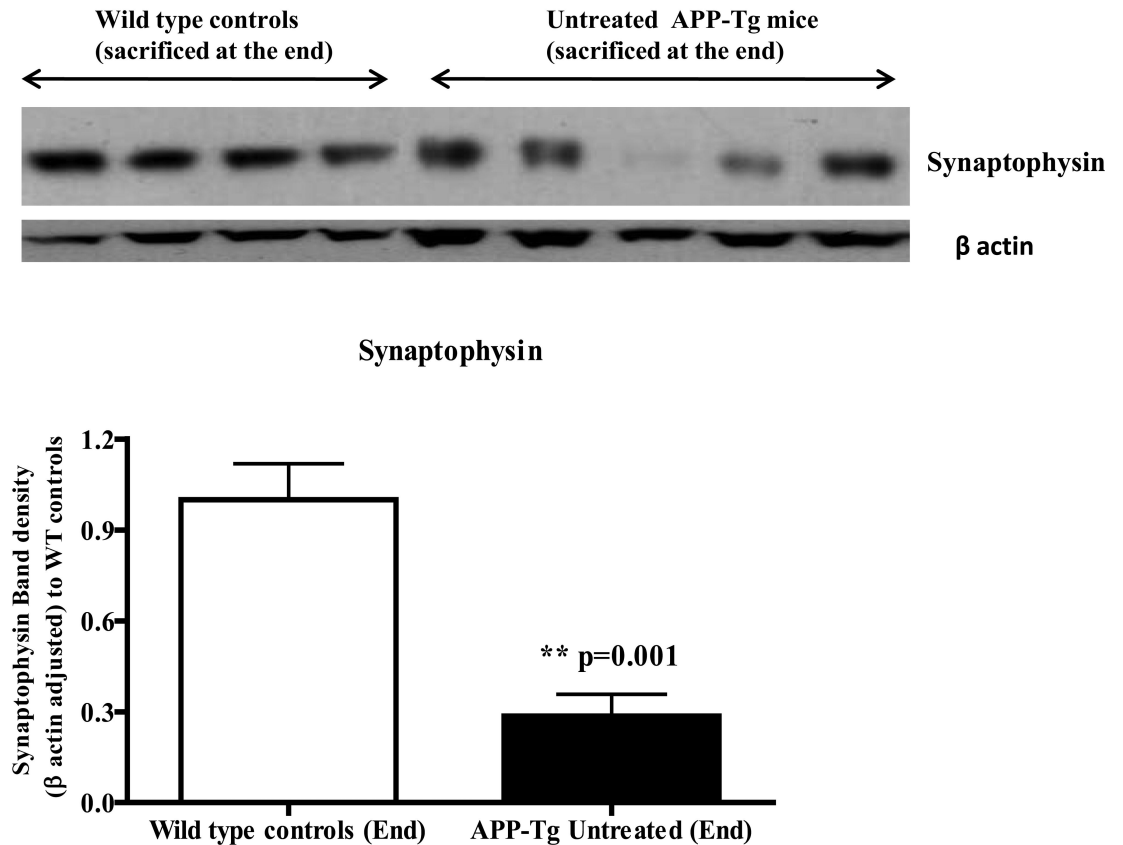 Wild type controls
(sacrificed at the end)
Untreated APP-Tg mice
(sacrificed at the end)
Synaptophysin
β actin
Synaptophysin
Synaptophysin Band density
(β actin adjusted) to WT controls
1.2
0.9
0.6
0.3
0.0
** p=0.001
Wild type controls (End)
APP-Tg Untreated (End)